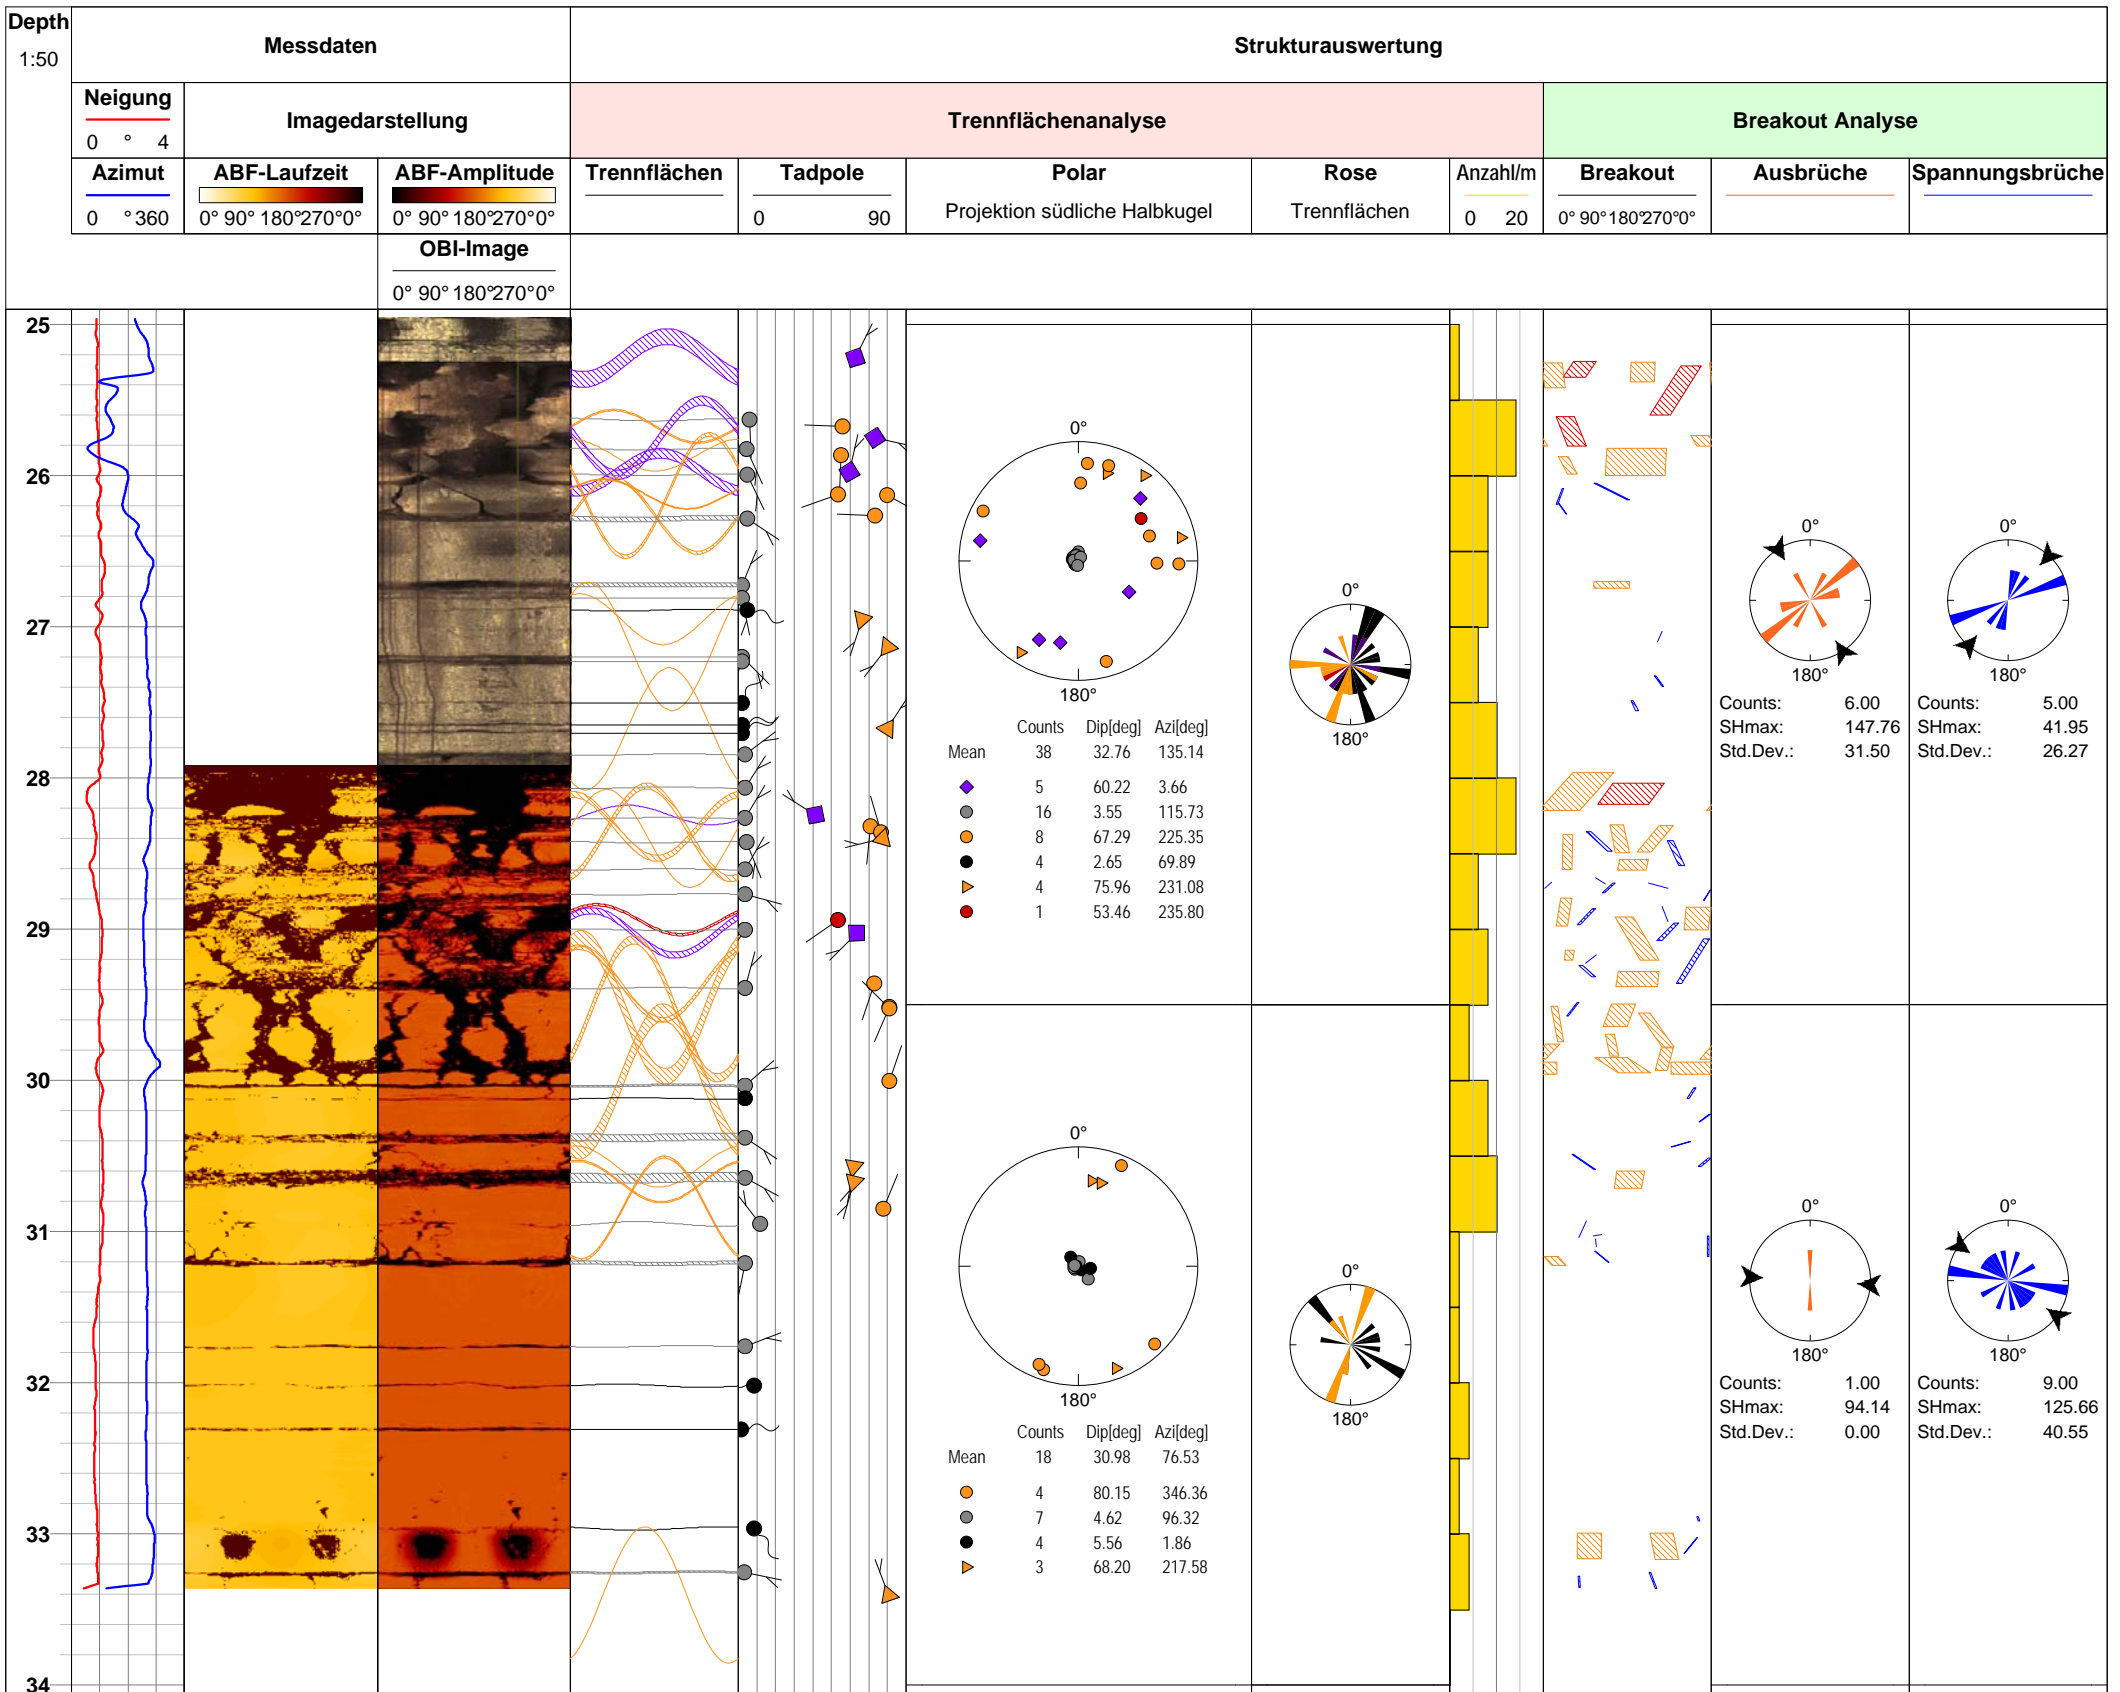 Depth
1:50
Messdaten
Strukturauswertung
Neigung
0 ° 4
Imagedarstellung
Trennflächenanalyse
Breakout Analyse
Azimut
0 ° 360
ABF-Laufzeit
0° 90° 180°270°0°
ABF-Amplitude
0° 90° 180°270°0°
Trennflächen
Tadpole
0 90
Polar
Projektion südliche Halbkugel
Rose
Trennflächen
Anzahl/m
0 20
Breakout
0° 90°180°270°0°
Ausbrüche
Spannungsbrüche
OBI-Image
0° 90° 180°270°0°
25
26
27
28
29
30
31
32
33
34
0°
180°
Counts Dip[deg] Azi[deg]
Mean 38 32.76 135.14
5 60.22 3.66
16 3.55 115.73
8 67.29 225.35
4 2.65 69.89
4 75.96 231.08
1 53.46 235.80
0°
180°
0°
180°
Counts: 6.00
SHmax: 147.76
Std.Dev.: 31.50
0°
180°
Counts: 5.00
SHmax: 41.95
Std.Dev.: 26.27
0°
180°
Counts Dip[deg] Azi[deg]
Mean 18 30.98 76.53
4 80.15 346.36
7 4.62 96.32
4 5.56 1.86
3 68.20 217.58
0°
180°
0°
180°
Counts: 1.00
SHmax: 94.14
Std.Dev.: 0.00
0°
180°
Counts: 9.00
SHmax: 125.66
Std.Dev.: 40.55